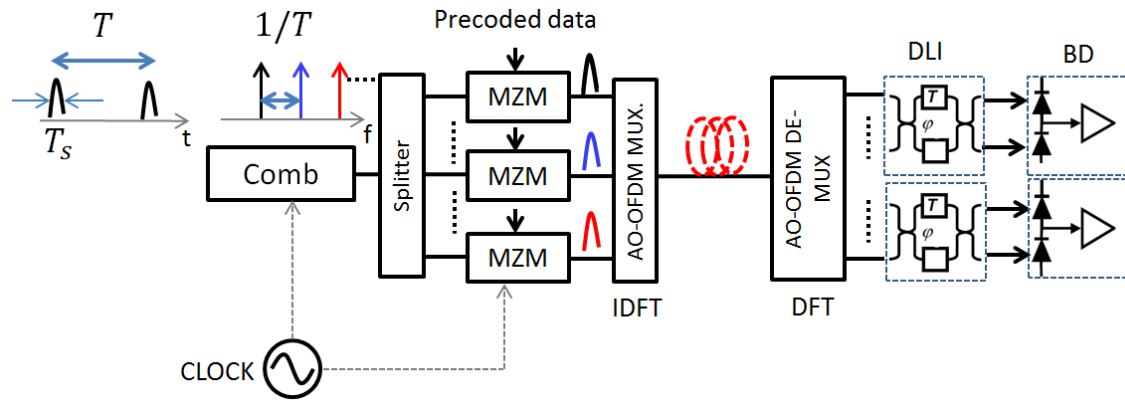 T
1/T
Precoded data
DLI
BD
T_s
t
f
MZM
MZM
MZM
Comb
Splitter
AO-OFDM MUX.
AO-OFDM DE-
MUX
T
φ
T
φ
IDFT
DFT
CLOCK